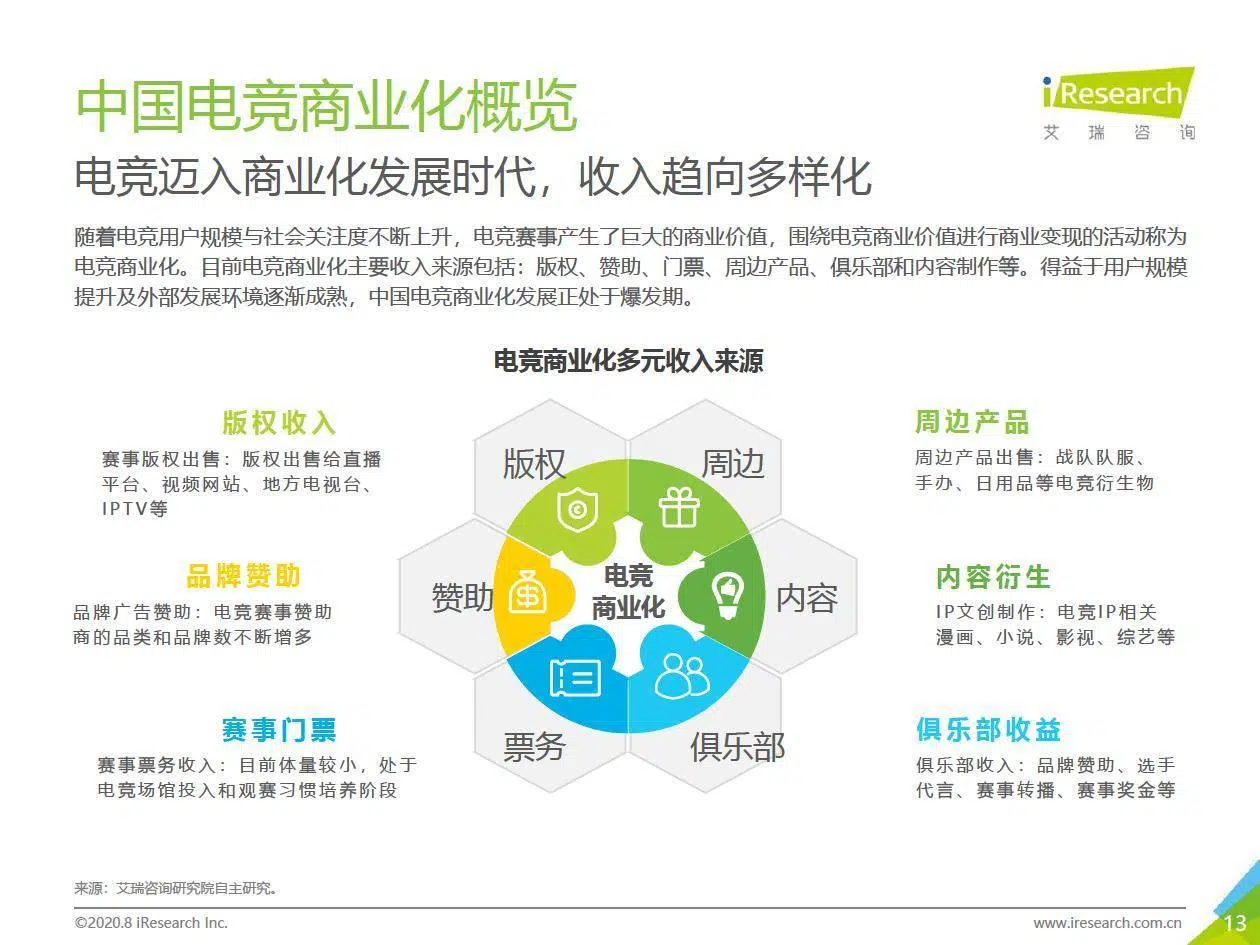 中国电竞商业化概览
iResearch
艾瑞咨询
电竞迈入商业化发展时代，收入趋向多样化
随着电竞用户规模与社会关注度不断上升，电竞赛事产生了巨大的商业价值，围绕电竞商业价值进行商业变现的活动称为
电竞商业化。目前电竞商业化主要收入来源包括：版权、赞助、门票、周边产品、俱乐部和内容制作等。得益于用户规模
提升及外部发展环境逐渐成熟，中国电竞商业化发展正处于爆发期。
电竞商业化多元收入来源
版权收入
赛事版权出售：版权出售给直播
平台、视频网站、地方电视台、
IPTV等
品牌赞助
品牌广告赞助：电竞赛事赞助
商的品类和品牌数不断增多
赛事门票
赛事票务收入：目前体量较小，处于
电竞场馆投入和观赛习惯培养阶段
版权
周边
赞助
电竞
商业化
内容
票务
俱乐部
周边产品
周边产品出售：战队队服、
手办、日用品等电竞衍生物
内容衍生
IP文创制作：电竞IP相关
漫画、小说、影视、综艺等
俱乐部收益
俱乐部收入：品牌赞助、选手
代言、赛事转播、赛事奖金等
来源：艾瑞咨询研究院自主研究。
©2020.8 iResearch Inc.
www.iresearch.com.cn
13